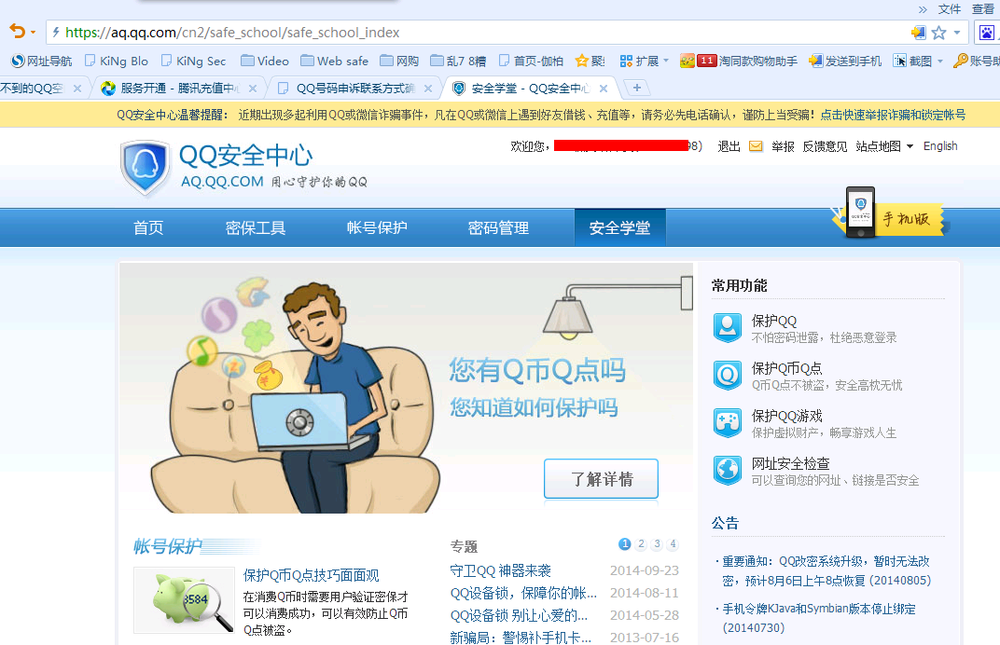 » 文件 查看
https://aq.qq.com/cn2/safe_school/safe_school_index
网址导航 KiNg Blo KiNg Sec Video Web safe 网购 乱7 8糟 首页-伽柏 聚 扩展 11 淘同款购物助手 发送到手机 截图 账号助
不到的QQ空 服务开通 - 腾讯充值中心 QQ号码申诉联系方式确 安全学堂 - QQ安全中心
QQ安全中心温馨提醒： 近期出现多起利用QQ或微信诈骗事件，凡在QQ或微信上遇到好友借钱、充值等，请务必先电话确认，谨防上当受骗！点击快速举报诈骗和锁定帐号
QQ安全中心
AQ.QQ.COM 用心守护你的QQ
欢迎您， 98） 退出 举报 反馈意见 站点地图 English
首页 密保工具 帐号保护 密码管理 安全学堂
手机版
您有Q币Q点吗
您知道如何保护吗
了解详情
常用功能
保护QQ
不怕密码泄露，杜绝恶意登录
保护Q币Q点
Q币Q点不被盗，安全高枕无忧
保护QQ游戏
保护虚拟财产，畅享游戏人生
网址安全检查
可以查询您的网址、链接是否安全
公告
·重要通知：QQ改密系统升级，暂时无法改
密，预计8月6日上午8点恢复 (20140805)
·手机令牌KJava和Symbian版本停止绑定
(20140730)
帐号保护
3584
保护Q币Q点技巧面面观
在消费Q币时需要用户验证密保才
可以消费成功，可以有效防止Q币
Q点被盗。
专题 1 2 3 4
守卫QQ 神器来袭 2014-09-23
QQ设备锁，保障你的帐... 2014-08-11
QQ设备锁 别让心爱的... 2014-05-28
新骗局：警惕补手机卡... 2013-07-16